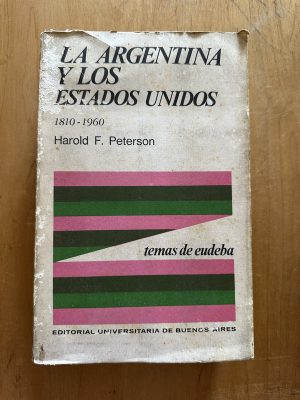 LA ARGENTINA
Y LOS
ESTADOS UNIDOS
1810-1960
Harold F. Peterson
temas de eudeba
EDITORIAL UNIVERSITARIA DE BUENOS AIRES